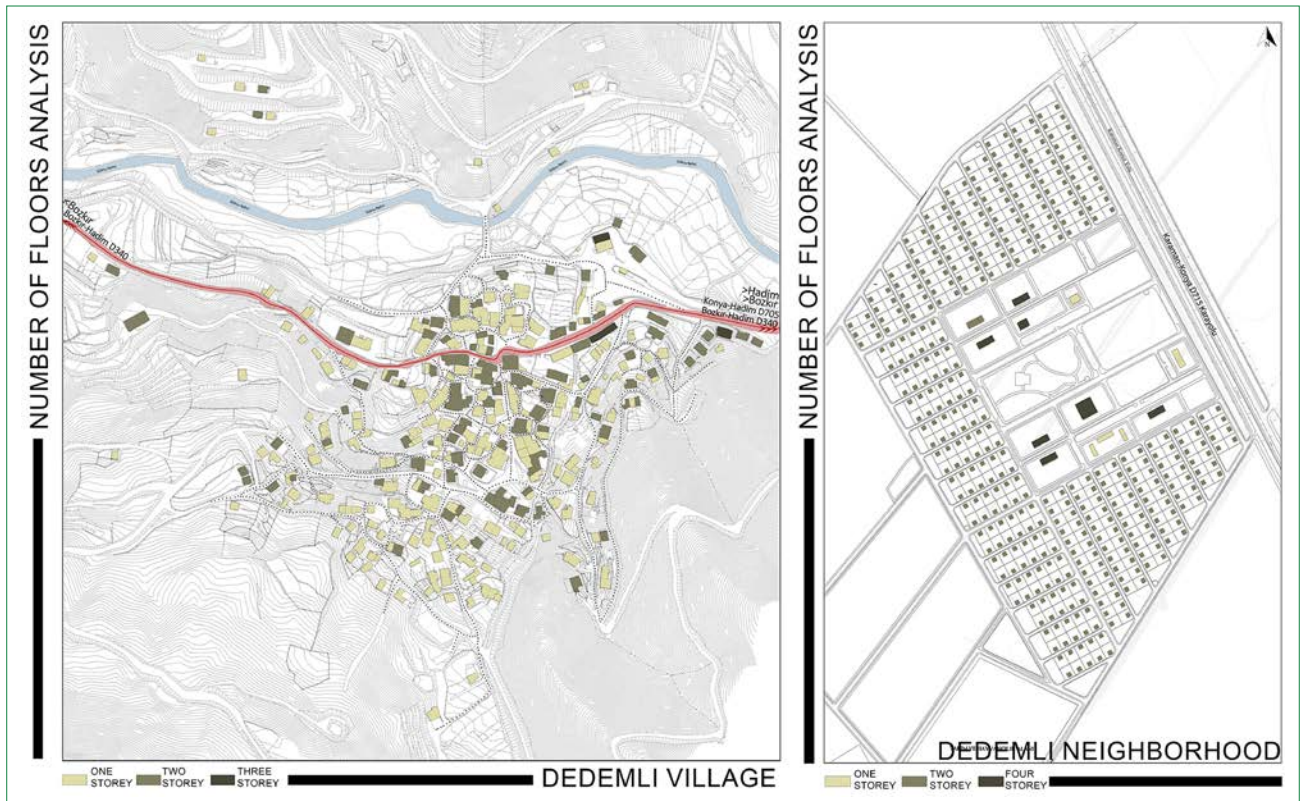 NUMBER OF FLOORS ANALYSIS
<Bozkır
Bozkır-Hadim D340
>Hadim
>Bozkır
Konya-Hadim D705
Bozkır-Hadim D340
ONE
STOREY
TWO
STOREY
THREE
STOREY
DEDEMLI VILLAGE
NUMBER OF FLOORS ANALYSIS
N
Karaman-Konya D715 Karayolu
DEDEMLI NEIGHBORHOOD
ONE
STOREY
TWO
STOREY
FOUR
STOREY